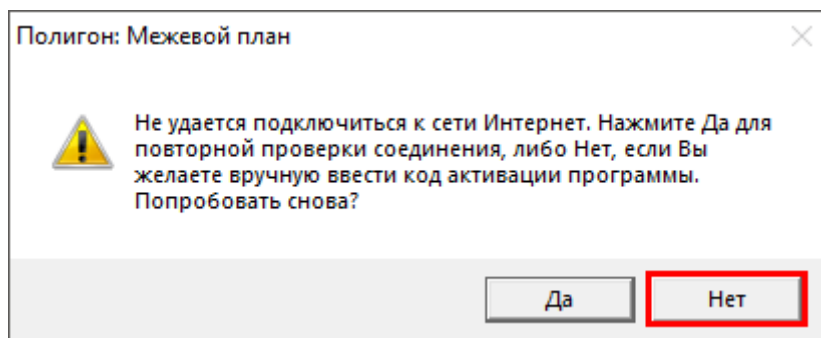 Полигон: Межевой план
Не удается подключиться к сети Интернет. Нажмите Да для
повторной проверки соединения, либо Нет, если Вы
желаете вручную ввести код активации программы.
Попробовать снова?
Да
Нет